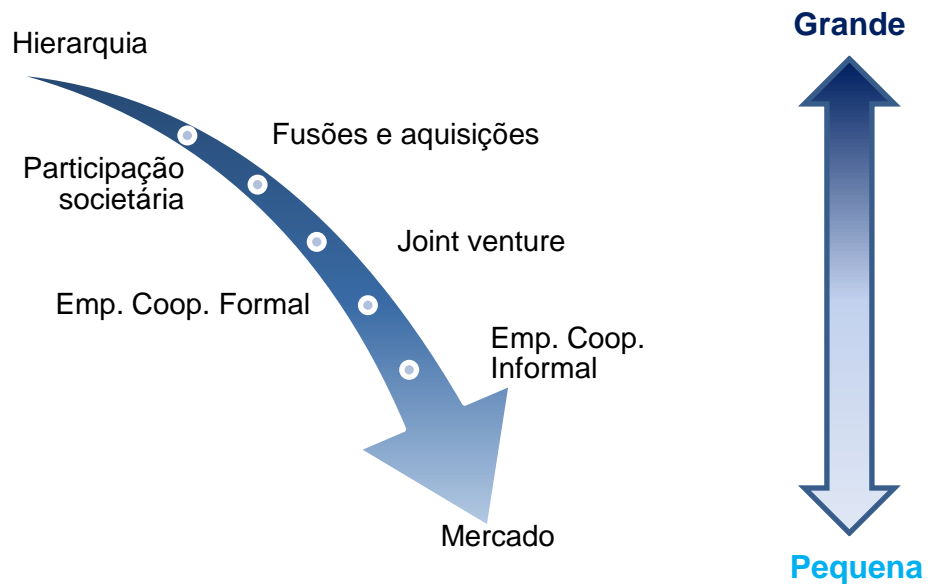 Grande
Hierarquia
Fusões e aquisições
Participação
societária
Joint venture
Emp. Coop. Formal
Emp. Coop.
Informal
Mercado
Pequena